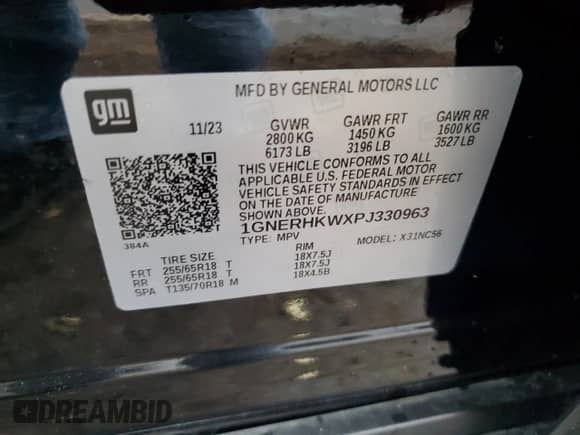 MFD BY GENERAL MOTORS LLC
gm
11/23
GVWR GAWR FRT GAWR RR
2800 KG 1450 KG 1600 KG
6173 LB 3196 LB 3527 LB
THIS VEHICLE CONFORMS TO ALL
APPLICABLE U.S. FEDERAL MOTOR
VEHICLE SAFETY STANDARDS IN EFFECT
ON THE DATE OF MANUFACTURE
SHOWN ABOVE.
1GNERHKWXPJ330963
TYPE: MPV MODEL: X31NC56
384A
TIRE SIZE RIM
FRT 255/65R18 T 18X7.5J
RR 255/65R18 T 18X7.5J
SPA T135/70R18 M 18X4.5B
DREAMBID